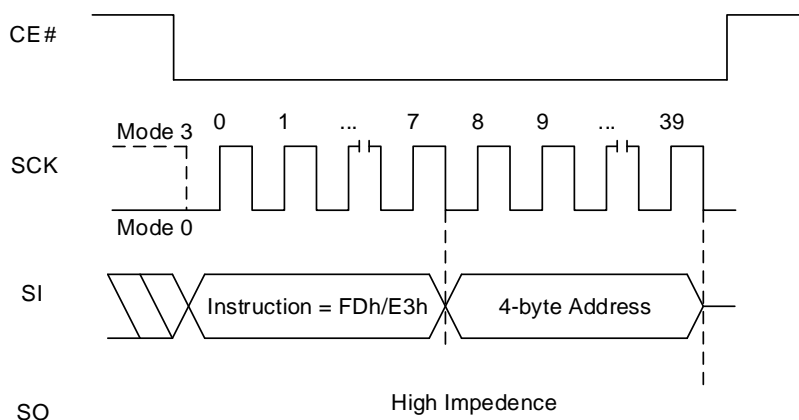 CE#
0 1 ... 7 8 9 ... 39
Mode 3
SCK
Mode 0
SI
Instruction = FDh/E3h
4-byte Address
High Impedence
SO